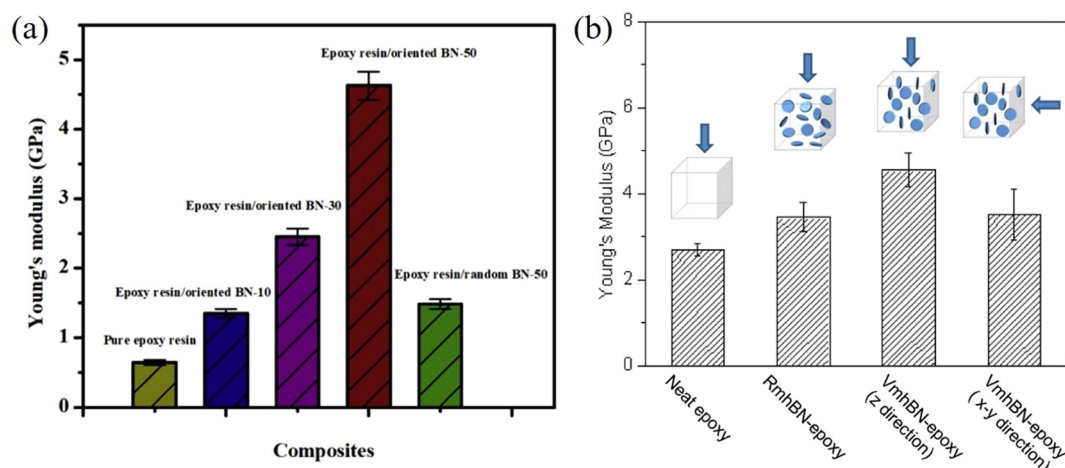 (a)
Young's modulus (GPa)
5
4
3
2
1
0
Epoxy resin/oriented BN-50
Epoxy resin/oriented BN-30
Epoxy resin/oriented BN-10
Epoxy resin/random BN-50
Pure epoxy resin
Composites
(b)
Young's Modulus (GPa)
8
6
4
2
0
Neat epoxy
RmhBN-epoxy
VmhBN-epoxy
(z direction)
VmhBN-epoxy
(x-y direction)